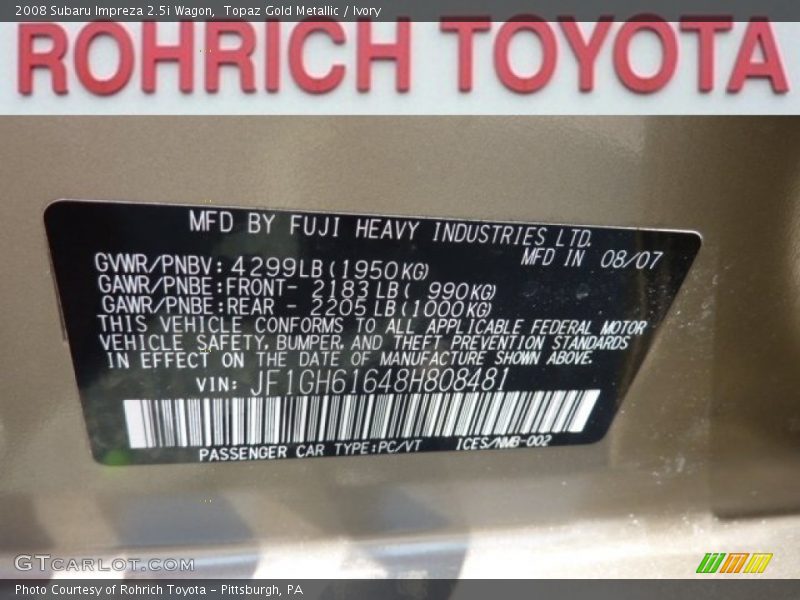 2008 Subaru Impreza 2.5i Wagon,  Topaz Gold Metallic / Ivory
ROHRICH TOYOTA
MFD BY FUJI HEAVY INDUSTRIES LTD.
MFD IN 08/07
GVWR/PNBV: 4299LB (1950KG)
GAWR/PNBE:FRONT- 2183LB( 990KG)
GAWR/PNBE:REAR - 2205LB(1000KG)
THIS VEHICLE CONFORMS TO ALL APPLICABLE FEDERAL MOTOR
VEHICLE SAFETY, BUMPER, AND THEFT PREVENTION STANDARDS
IN EFFECT ON THE DATE OF MANUFACTURE SHOWN ABOVE.
VIN: JF1GH61648H808481
PASSENGER CAR TYPE:PC/VT ICES/NMB-002
GTCARLOT.COM
Photo Courtesy of Rohrich Toyota - Pittsburgh, PA